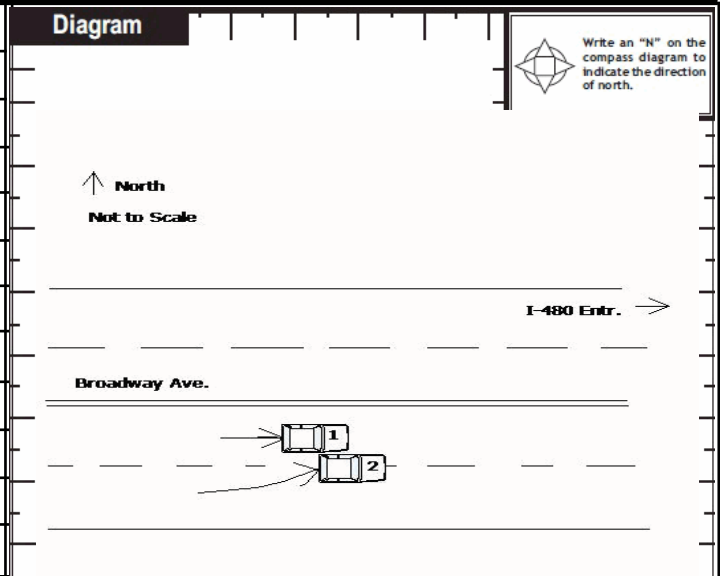 Diagram
Write an “N” on the
compass diagram to
indicate the direction
of north.
North
Not to Scale
I-480 Entr.
Broadway Ave.
1
2